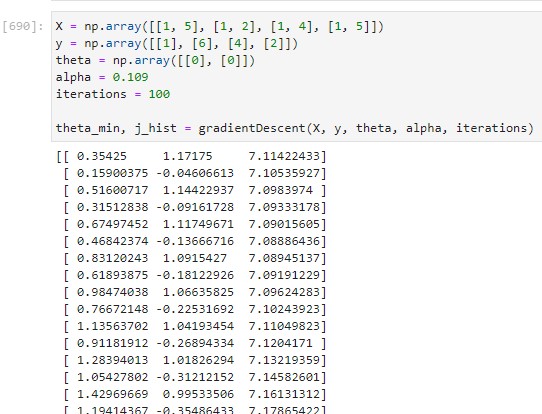 [690]: X = np.array([[1, 5], [1, 2], [1, 4], [1, 5]])
y = np.array([[1], [6], [4], [2]])
theta = np.array([[0], [0]])
alpha = 0.109
iterations = 100
theta_min, j_hist = gradientDescent(X, y, theta, alpha, iterations)
[[ 0.35425 1.17175 7.11422433]
[ 0.15900375 -0.04606613 7.10535927]
[ 0.51600717 1.14422937 7.0983974 ]
[ 0.31512838 -0.09161728 7.09333178]
[ 0.67497452 1.11749671 7.09015605]
[ 0.46842374 -0.13666716 7.08886436]
[ 0.83120243 1.0915427 7.08945137]
[ 0.61893875 -0.18122926 7.09191229]
[ 0.98474038 1.06635825 7.09624283]
[ 0.76672148 -0.22531692 7.10243923]
[ 1.13563702 1.04193454 7.11049823]
[ 0.91181912 -0.26894334 7.1204171 ]
[ 1.28394013 1.01826294 7.13219359]
[ 1.05427802 -0.31212152 7.14582601]
[ 1.42969669 0.99533506 7.16131312]
[ 1.19414367 -0.35486433 7.17865422]